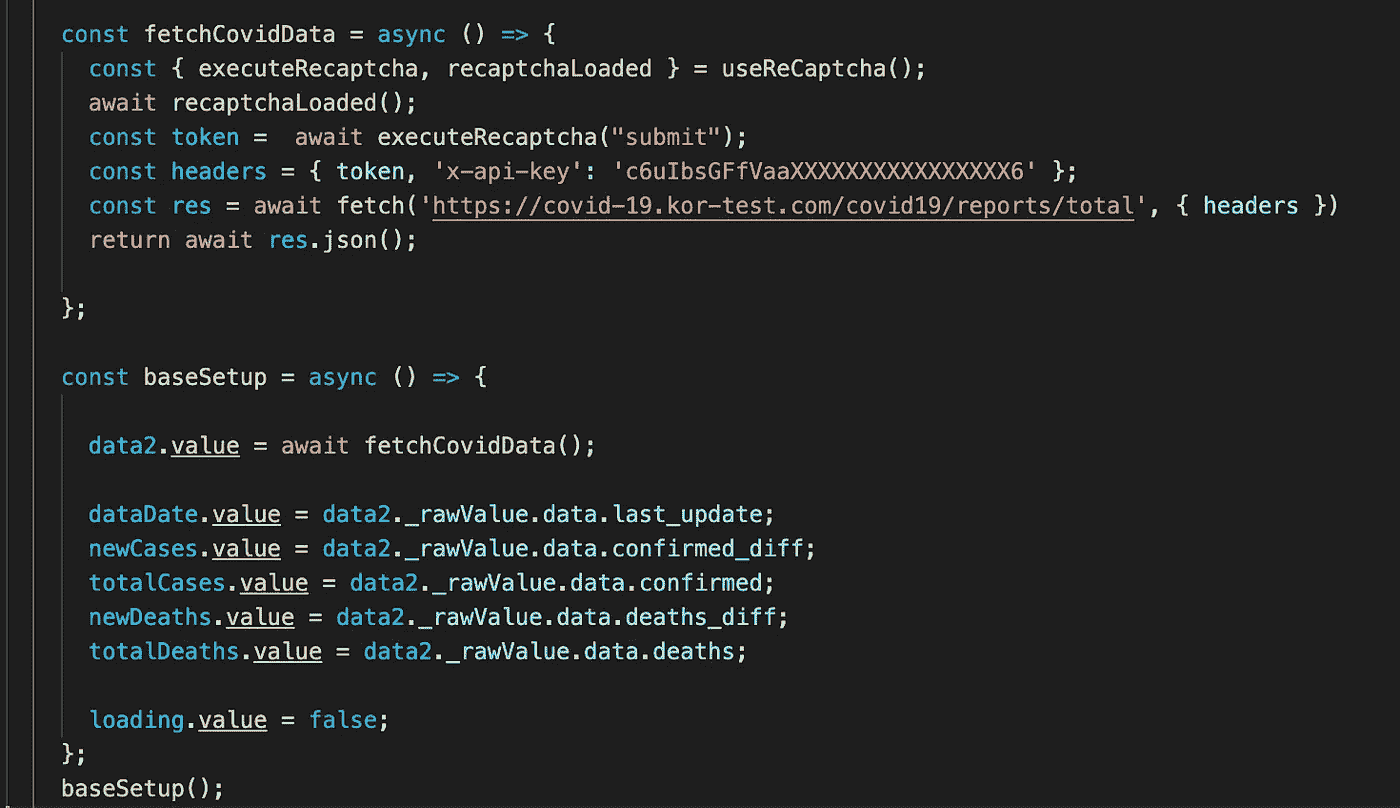 const fetchCovidData = async () => {
const { executeRecaptcha, recaptchaLoaded } = useReCaptcha();
await recaptchaLoaded();
const token =  await executeRecaptcha("submit");
const headers = { token, 'x-api-key': 'c6uIbsGFfVaaXXXXXXXXXXXXXXXX6' };
const res = await fetch('https://covid-19.kor-test.com/covid19/reports/total', { headers })
return await res.json();
};
const baseSetup = async () => {
data2.value = await fetchCovidData();
dataDate.value = data2._rawValue.data.last_update;
newCases.value = data2._rawValue.data.confirmed_diff;
totalCases.value = data2._rawValue.data.confirmed;
newDeaths.value = data2._rawValue.data.deaths_diff;
totalDeaths.value = data2._rawValue.data.deaths;
loading.value = false;
};
baseSetup();